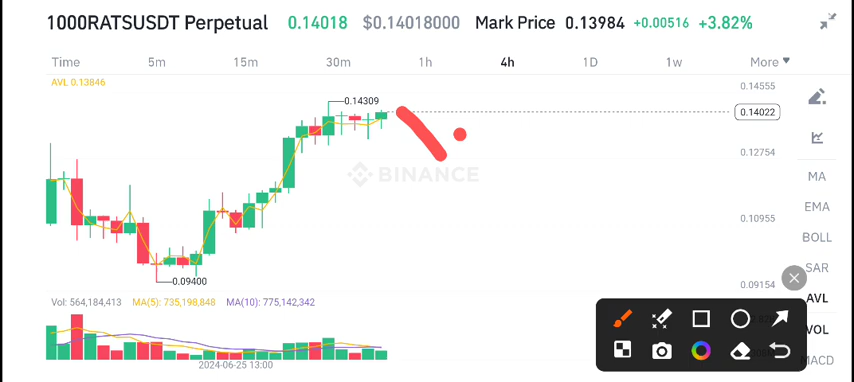 1000RATSUSDT Perpetual 0.14018 $0.14018000 Mark Price 0.13984 +0.00516 +3.82%
Time 5m 15m 30m 1h 4h 1D 1w More
AVL 0.13846
0.14555
0.14309
0.14022
0.12754
BINANCE
MA
EMA
0.10955
BOLL
SAR
0.09400
0.09154
AVL
Vol: 564,184,413 MA(5): 735,198,848 MA(10): 775,142,342
VOL
MACD
2024-06-25 13:00